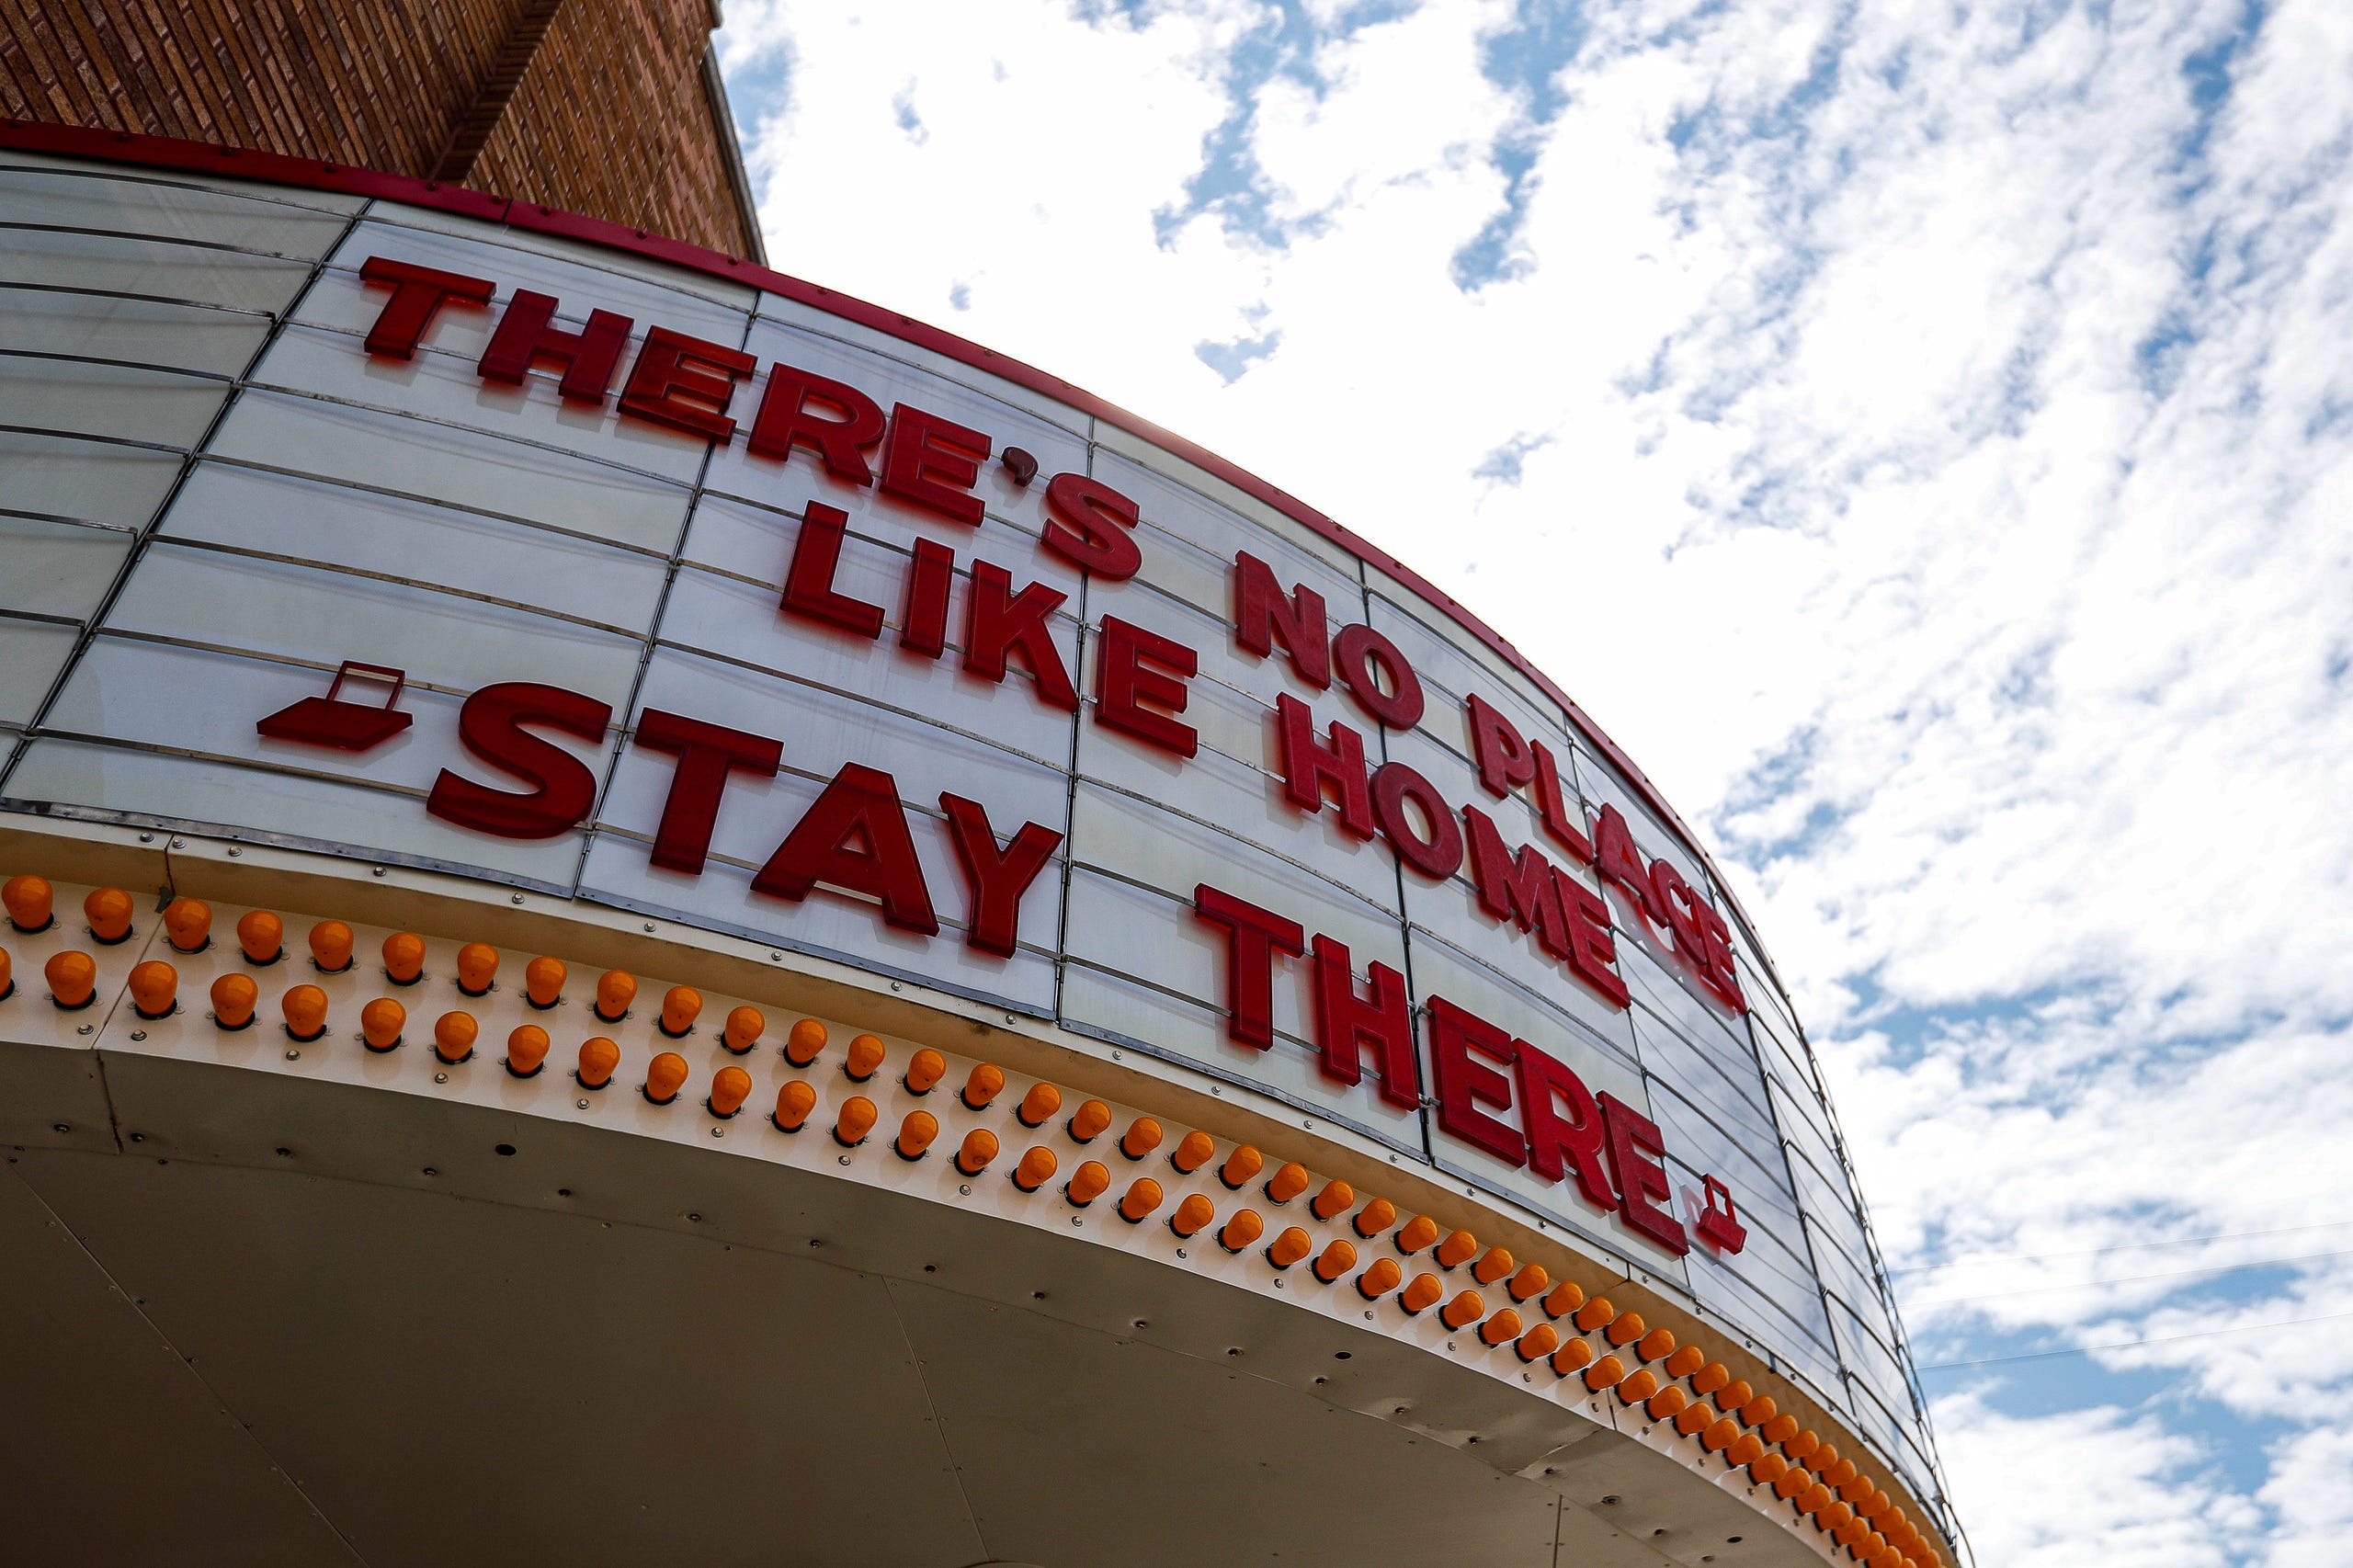 THERE'S NO PLACE
LIKE HOME
STAY THERE